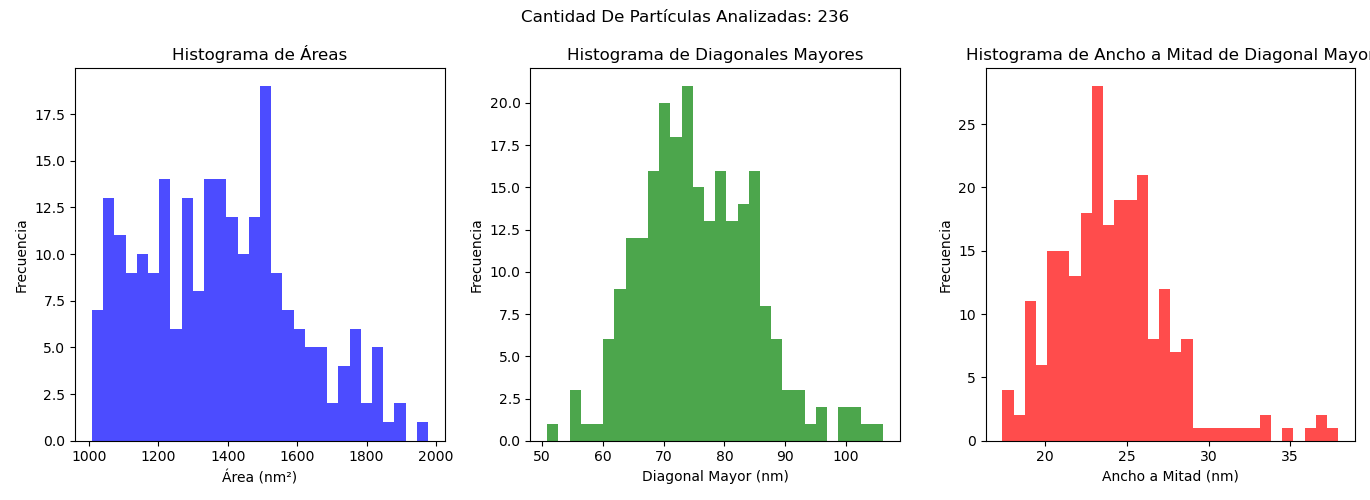 Cantidad De Partículas Analizadas: 236
Histograma de Áreas
Frecuencia
17.5
15.0
12.5
10.0
7.5
5.0
2.5
0.0
1000 1200 1400 1600 1800 2000
Área (nm²)
Histograma de Diagonales Mayores
Frecuencia
20.0
17.5
15.0
12.5
10.0
7.5
5.0
2.5
0.0
50 60 70 80 90 100
Diagonal Mayor (nm)
Histograma de Ancho a Mitad de Diagonal Mayor
Frecuencia
25
20
15
10
5
0
20 25 30 35
Ancho a Mitad (nm)